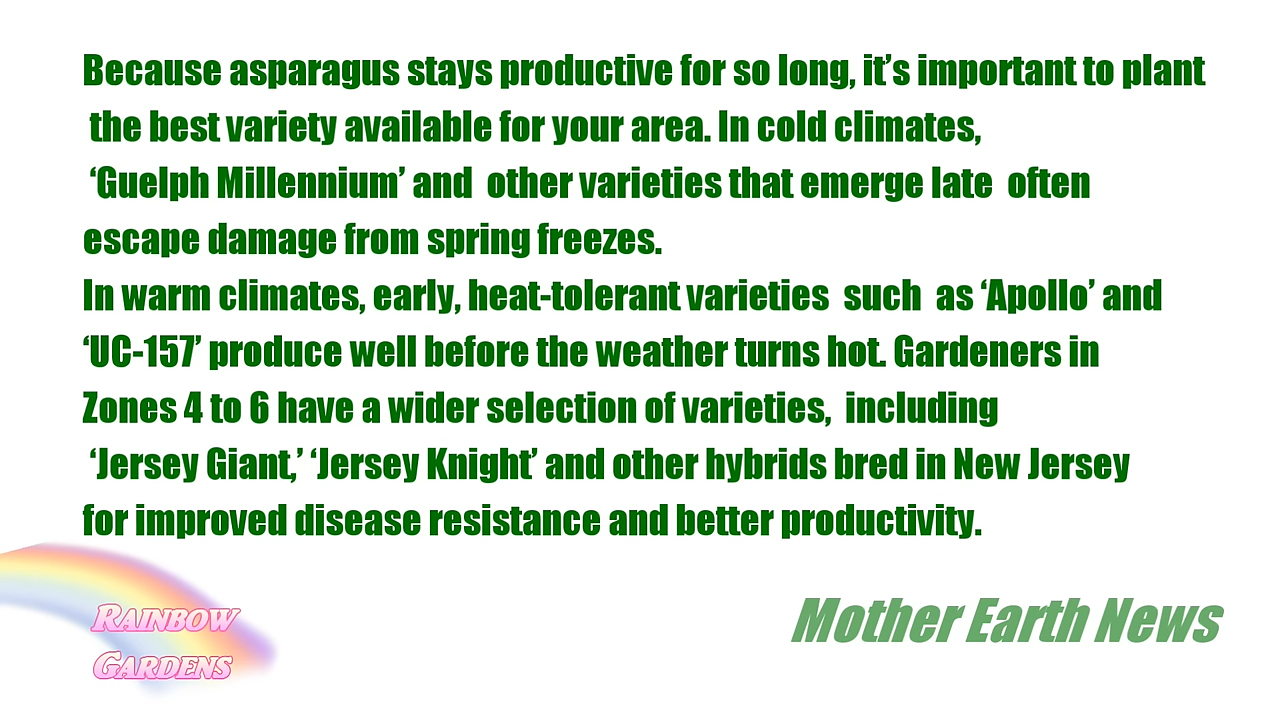 Because asparagus stays productive for so long, it’s important to plant
the best variety available for your area. In cold climates,
‘Guelph Millennium’ and other varieties that emerge late often
escape damage from spring freezes.
In warm climates, early, heat-tolerant varieties such as ‘Apollo’ and
‘UC-157’ produce well before the weather turns hot. Gardeners in
Zones 4 to 6 have a wider selection of varieties, including
‘Jersey Giant,’ ‘Jersey Knight’ and other hybrids bred in New Jersey
for improved disease resistance and better productivity.
Mother Earth News
Rainbow
Gardens